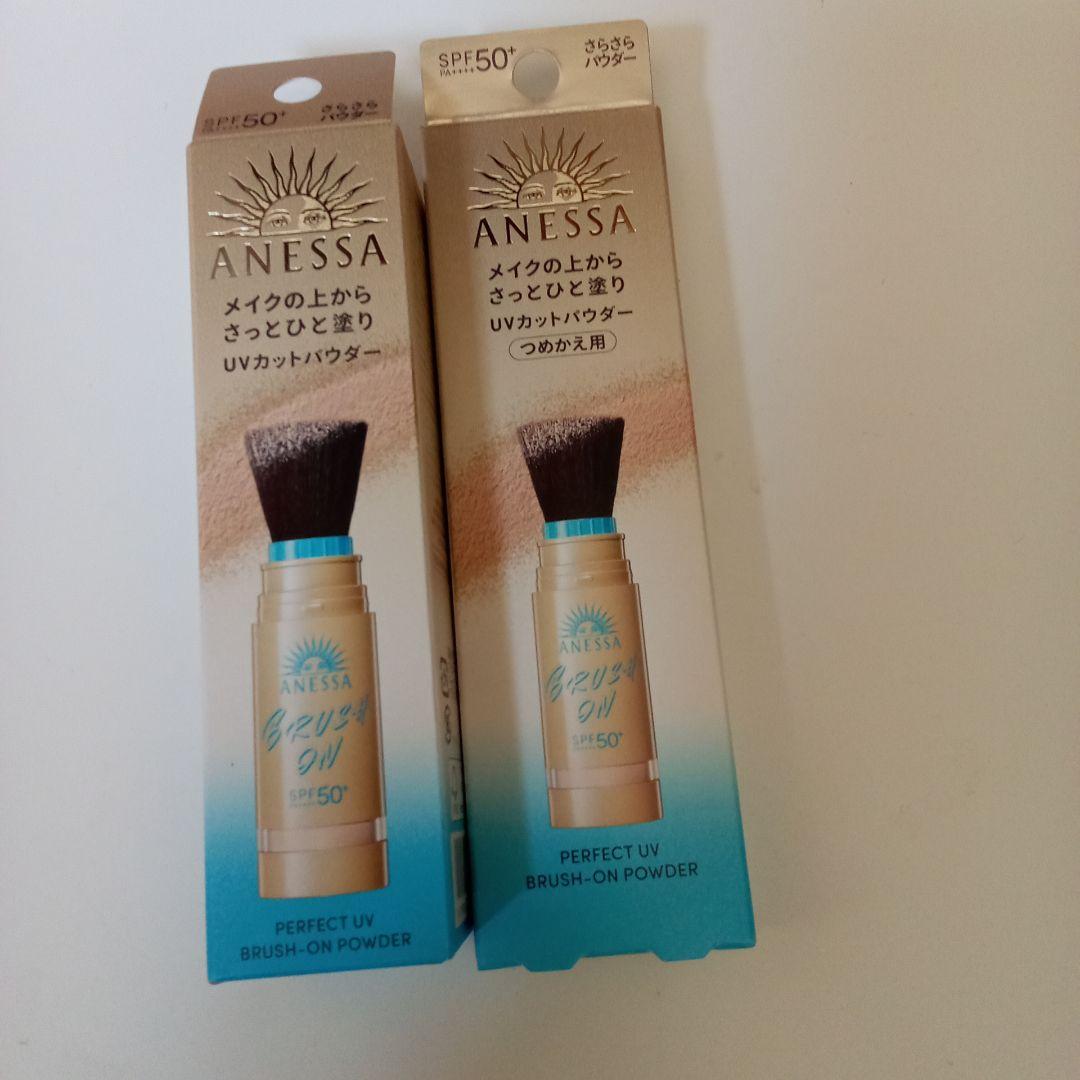 SPF50+
さらさら
パウダー
ANESSA
メイクの上から
さっとひと塗り
UVカットパウダー
ANESSA
BRUSH
ON
SPF50+
PERFECT UV
BRUSH-ON POWDER
SPF50+
PA++++
さらさら
パウダー
ANESSA
メイクの上から
さっとひと塗り
UVカットパウダー
つめかえ用
ANESSA
BRUSH
ON
SPF50+
PERFECT UV
BRUSH-ON POWDER